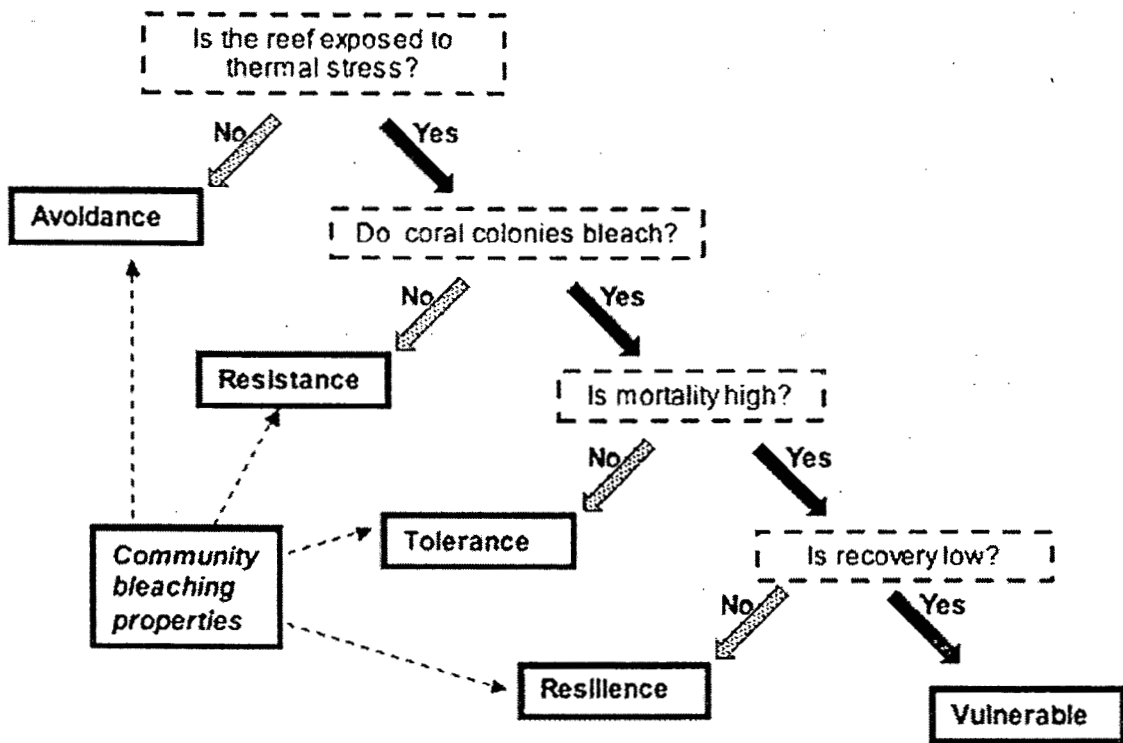 Is the reef exposed to
thermal stress?
No
Yes
Avoidance
Do coral colonies bleach?
No
Yes
Resistance
Is mortality high?
No
Yes
Community
bleaching
properties
Tolerance
Is recovery low?
No
Yes
Resilience
Vulnerable